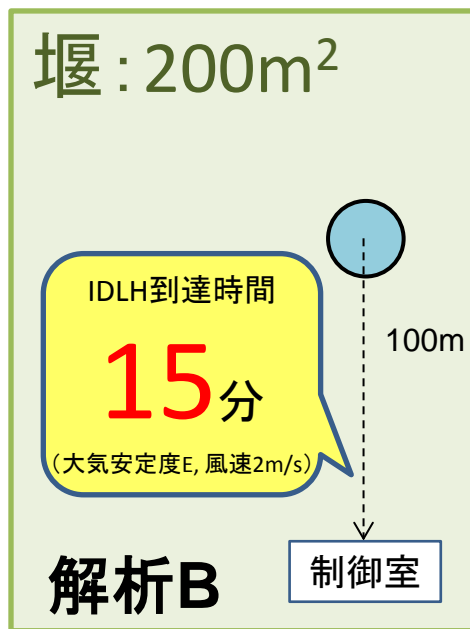 堰：200m²
IDLH到達時間
15分
（大気安定度E, 風速2m/s）
100m
制御室
解析B